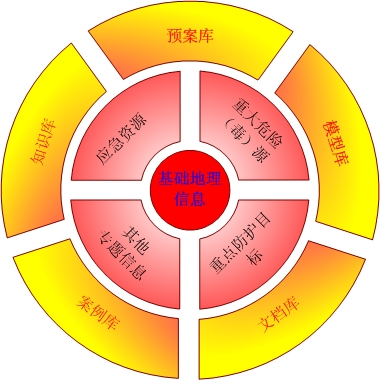 预案库
知识库
模型库
应急资源
重大危险
（毒）源
基础地理
信息
其他
专题信息
重点防护目
标
案例库
文档库